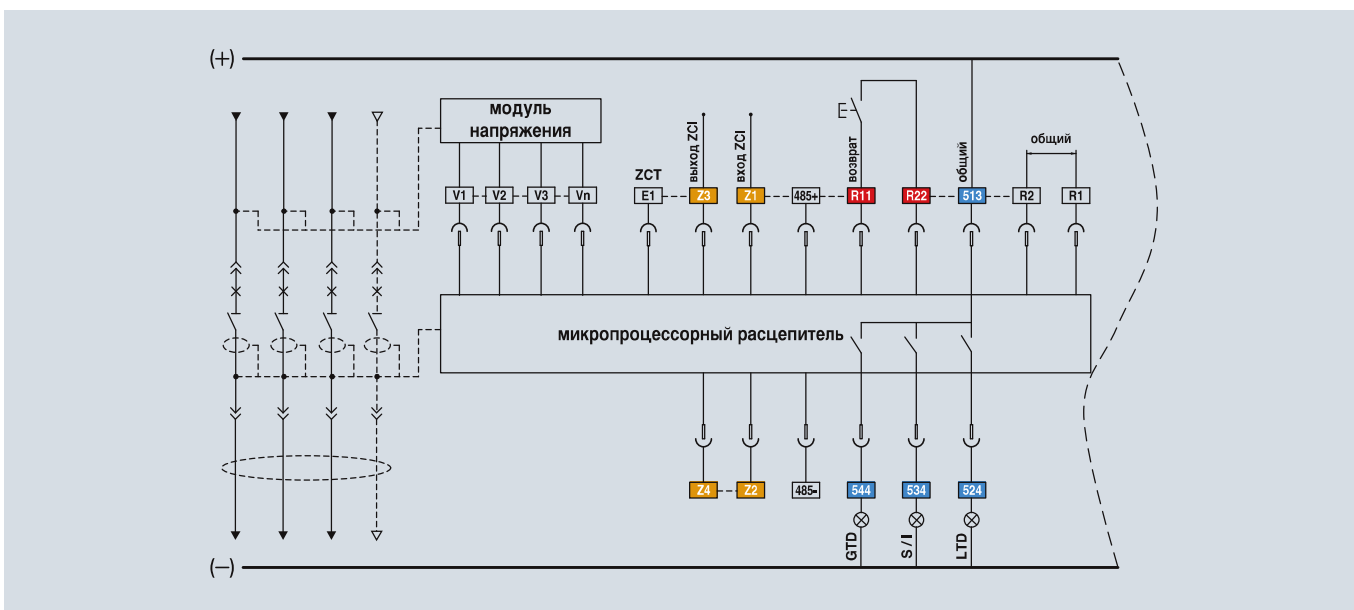 (+)
модуль
напряжения
ZCT
выход ZCI
вход ZCI
возврат
общий
общий
V1 V2 V3 Vn E1 Z3 Z1 485+ R11 R22 513 R2 R1
микропроцессорный расцепитель
Z4 Z2 485- 544 534 524
GTD S/I LTD
(−)